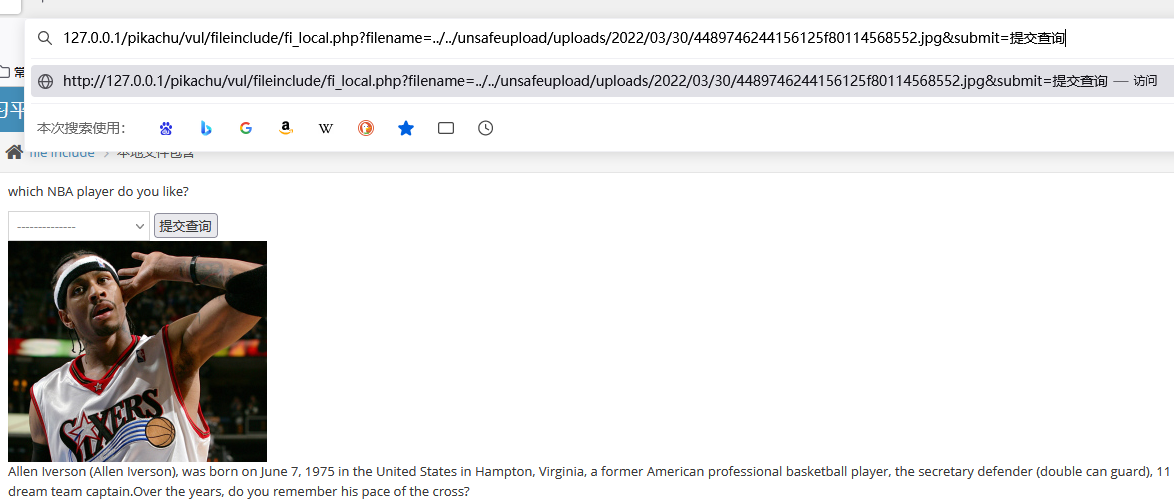 127.0.0.1/pikachu/vul/fileinclude/fi_local.php?filename=../../unsafeupload/uploads/2022/03/30/4489746244156125f80114568552.jpg&submit=提交查询
http://127.0.0.1/pikachu/vul/fileinclude/fi_local.php?filename=../../unsafeupload/uploads/2022/03/30/4489746244156125f80114568552.jpg&submit=提交查询 — 访问
常
本次搜索使用:
file include > 本地文件包含
which NBA player do you like?
-------------- 提交查询
SIXERS
Allen Iverson (Allen Iverson), was born on June 7, 1975 in the United States in Hampton, Virginia, a former American professional basketball player, the secretary defender (double can guard), 11
dream team captain.Over the years, do you remember his pace of the cross?